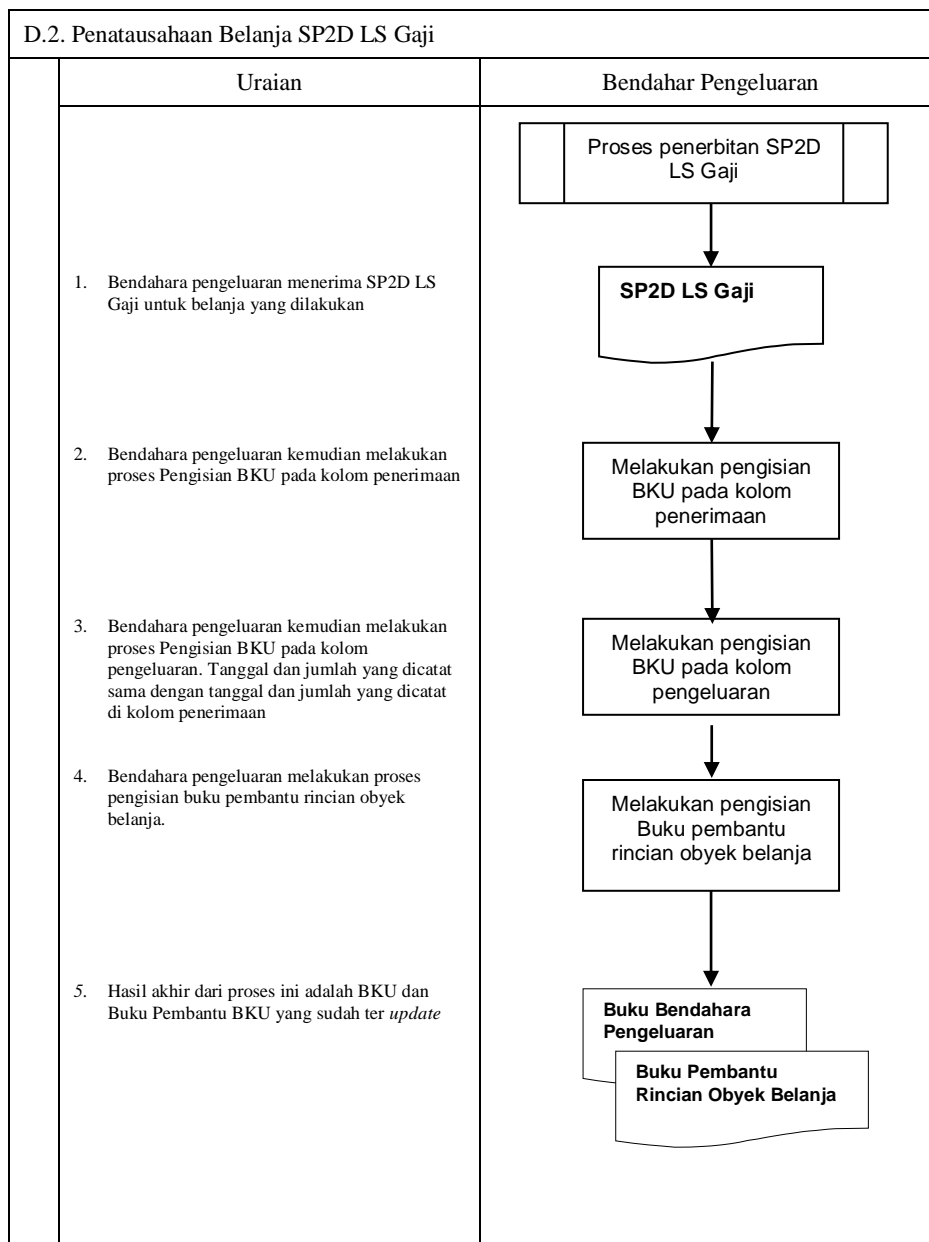 D.2. Penatausahaan Belanja SP2D LS Gaji
Uraian
Bendahar Pengeluaran
Proses penerbitan SP2D
LS Gaji
1. Bendahara pengeluaran menerima SP2D LS
Gaji untuk belanja yang dilakukan
SP2D LS Gaji
2. Bendahara pengeluaran kemudian melakukan
proses Pengisian BKU pada kolom penerimaan
Melakukan pengisian
BKU pada kolom
penerimaan
3. Bendahara pengeluaran kemudian melakukan
proses Pengisian BKU pada kolom
pengeluaran. Tanggal dan jumlah yang dicatat
sama dengan tanggal dan jumlah yang dicatat
di kolom penerimaan
Melakukan pengisian
BKU pada kolom
pengeluaran
4. Bendahara pengeluaran melakukan proses
pengisian buku pembantu rincian obyek
belanja.
Melakukan pengisian
Buku pembantu
rincian obyek belanja
5. Hasil akhir dari proses ini adalah BKU dan
Buku Pembantu BKU yang sudah ter update
Buku Bendahara
Pengeluaran
Buku Pembantu
Rincian Obyek Belanja